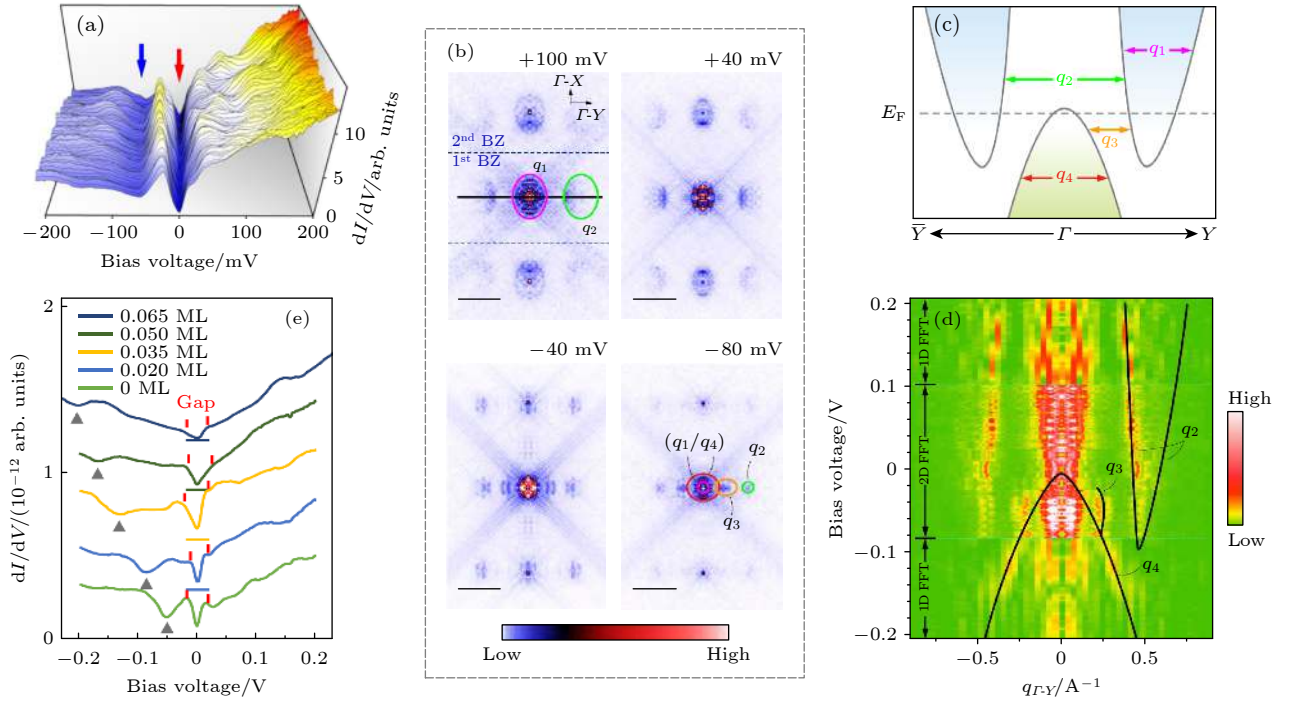 (a)
dI/dV/arb. units
10
5
0
−200
−100
0
100
200
Bias voltage/mV
(b)
+100 mV
+40 mV
Γ-X
Γ-Y
2nd BZ
1st BZ
q1
q2
−40 mV
−80 mV
(q1/q4)
q2
q3
Low
High
(c)
q1
q2
EF
q3
q4
Y̅
Γ
Y
(e)
2
0.065 ML
0.050 ML
0.035 ML
0.020 ML
0 ML
Gap
1
0
dI/dV/(10−12 arb. units)
−0.2
−0.1
0
0.1
0.2
Bias voltage/V
(d)
0.2
0.1
0
−0.1
−0.2
Bias voltage/V
1D FFT
2D FFT
1D FFT
q2
q3
q4
−0.5
0
0.5
qΓ-Y/A−1
High
Low